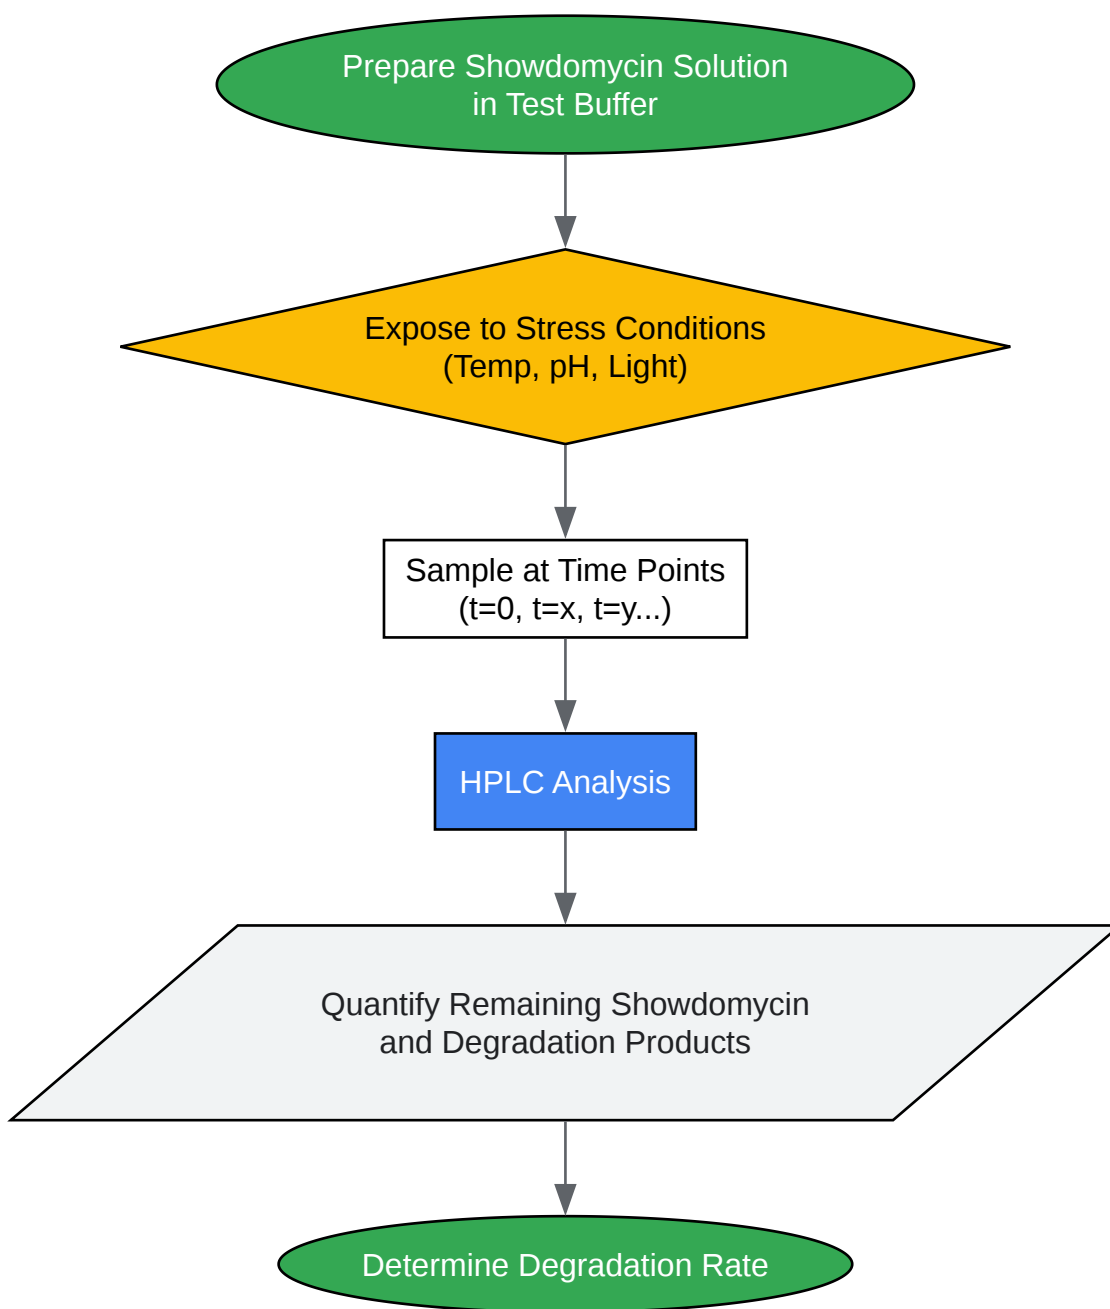 Prepare Showdomycin Solution
in Test Buffer
Expose to Stress Conditions
(Temp, pH, Light)
Sample at Time Points
(t=0, t=x, t=y...)
HPLC Analysis
Quantify Remaining Showdomycin
and Degradation Products
Determine Degradation Rate